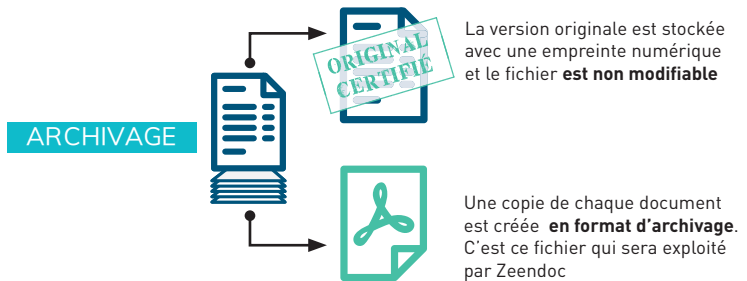 ARCHIVAGE
ORIGINAL
CERTIFIÉ
La version originale est stockée
avec une empreinte numérique
et le fichier est non modifiable
Une copie de chaque document
est créée en format d’archivage.
C’est ce fichier qui sera exploité
par Zeendoc